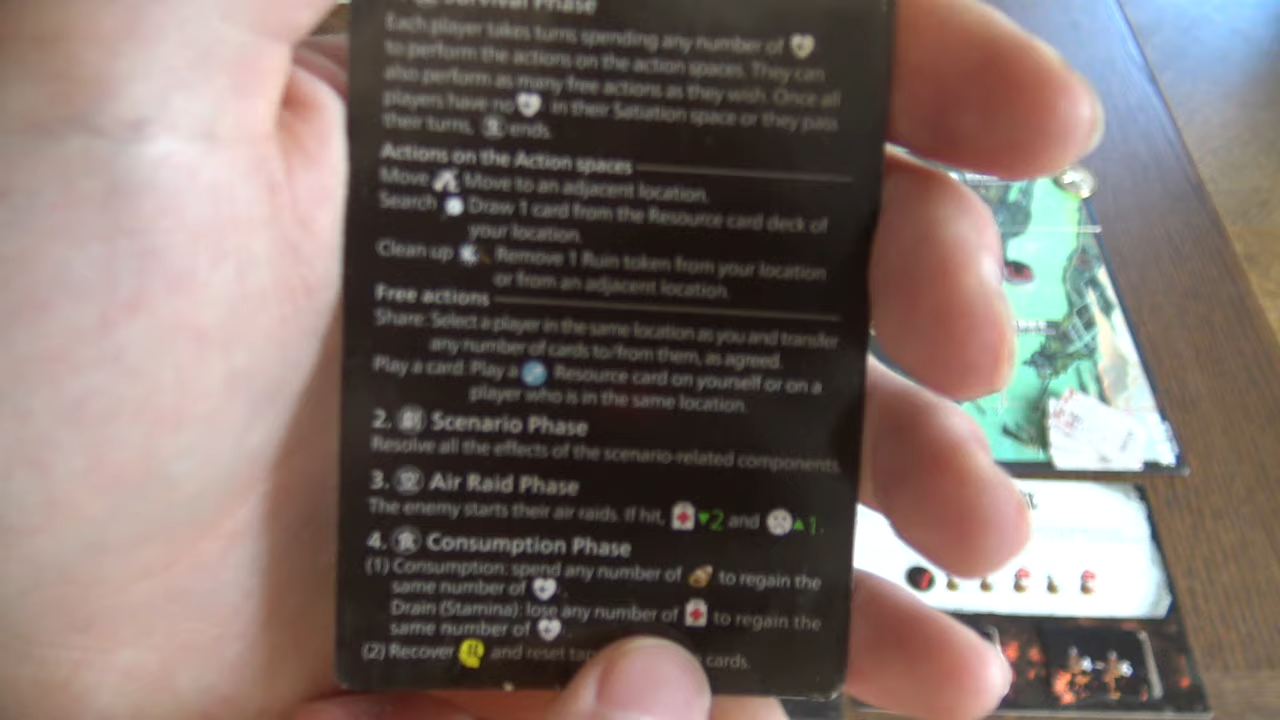 Survival Phase
Each player takes turns spending any number of
to perform the actions on the action spaces. They can
also perform as many free actions as they wish. Once all
players have no in their Satiation space or they pass
their turns, ends.
Actions on the Action spaces
Move Move to an adjacent location.
Search Draw 1 card from the Resource card deck of
your location.
Clean up Remove 1 Ruin token from your location
or from an adjacent location.
Free actions
Share: Select a player in the same location as you and transfer
any number of cards to/from them, as agreed.
Play a card: Play a Resource card on yourself or on a
player who is in the same location.
2. Scenario Phase
Resolve all the effects of the scenario-related components.
3. Air Raid Phase
The enemy starts their air raids. If hit, ▼2 and ▲1.
4. Consumption Phase
(1) Consumption: spend any number of to regain the
same number of .
Drain (Stamina): lose any number of to regain the
same number of .
(2) Recover and reset cards.